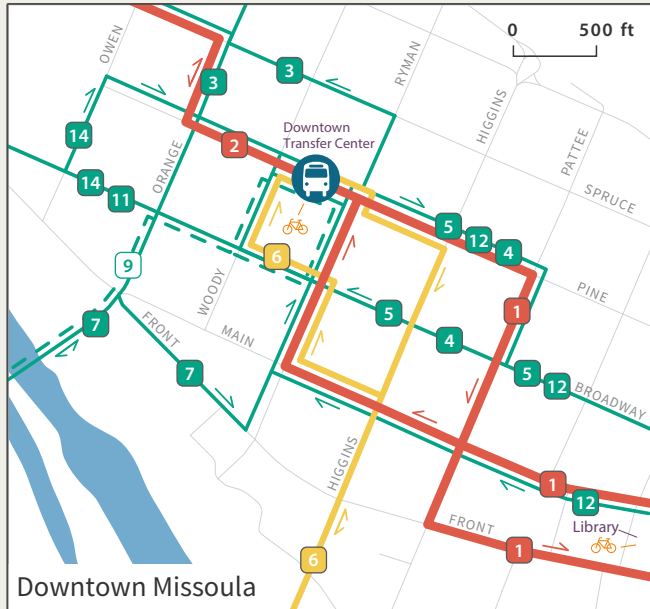 0 500 ft
OWEN
RYMAN
3
3
HIGGINS
Downtown
Transfer Center
PATTEE
14
2
ORANGE
SPRUCE
14
11
5
12
4
6
9
WOODY
PINE
1
7
FRONT
MAIN
5
4
7
5
12
BROADWAY
HIGGINS
1
12
FRONT
Library
1
6
Downtown Missoula